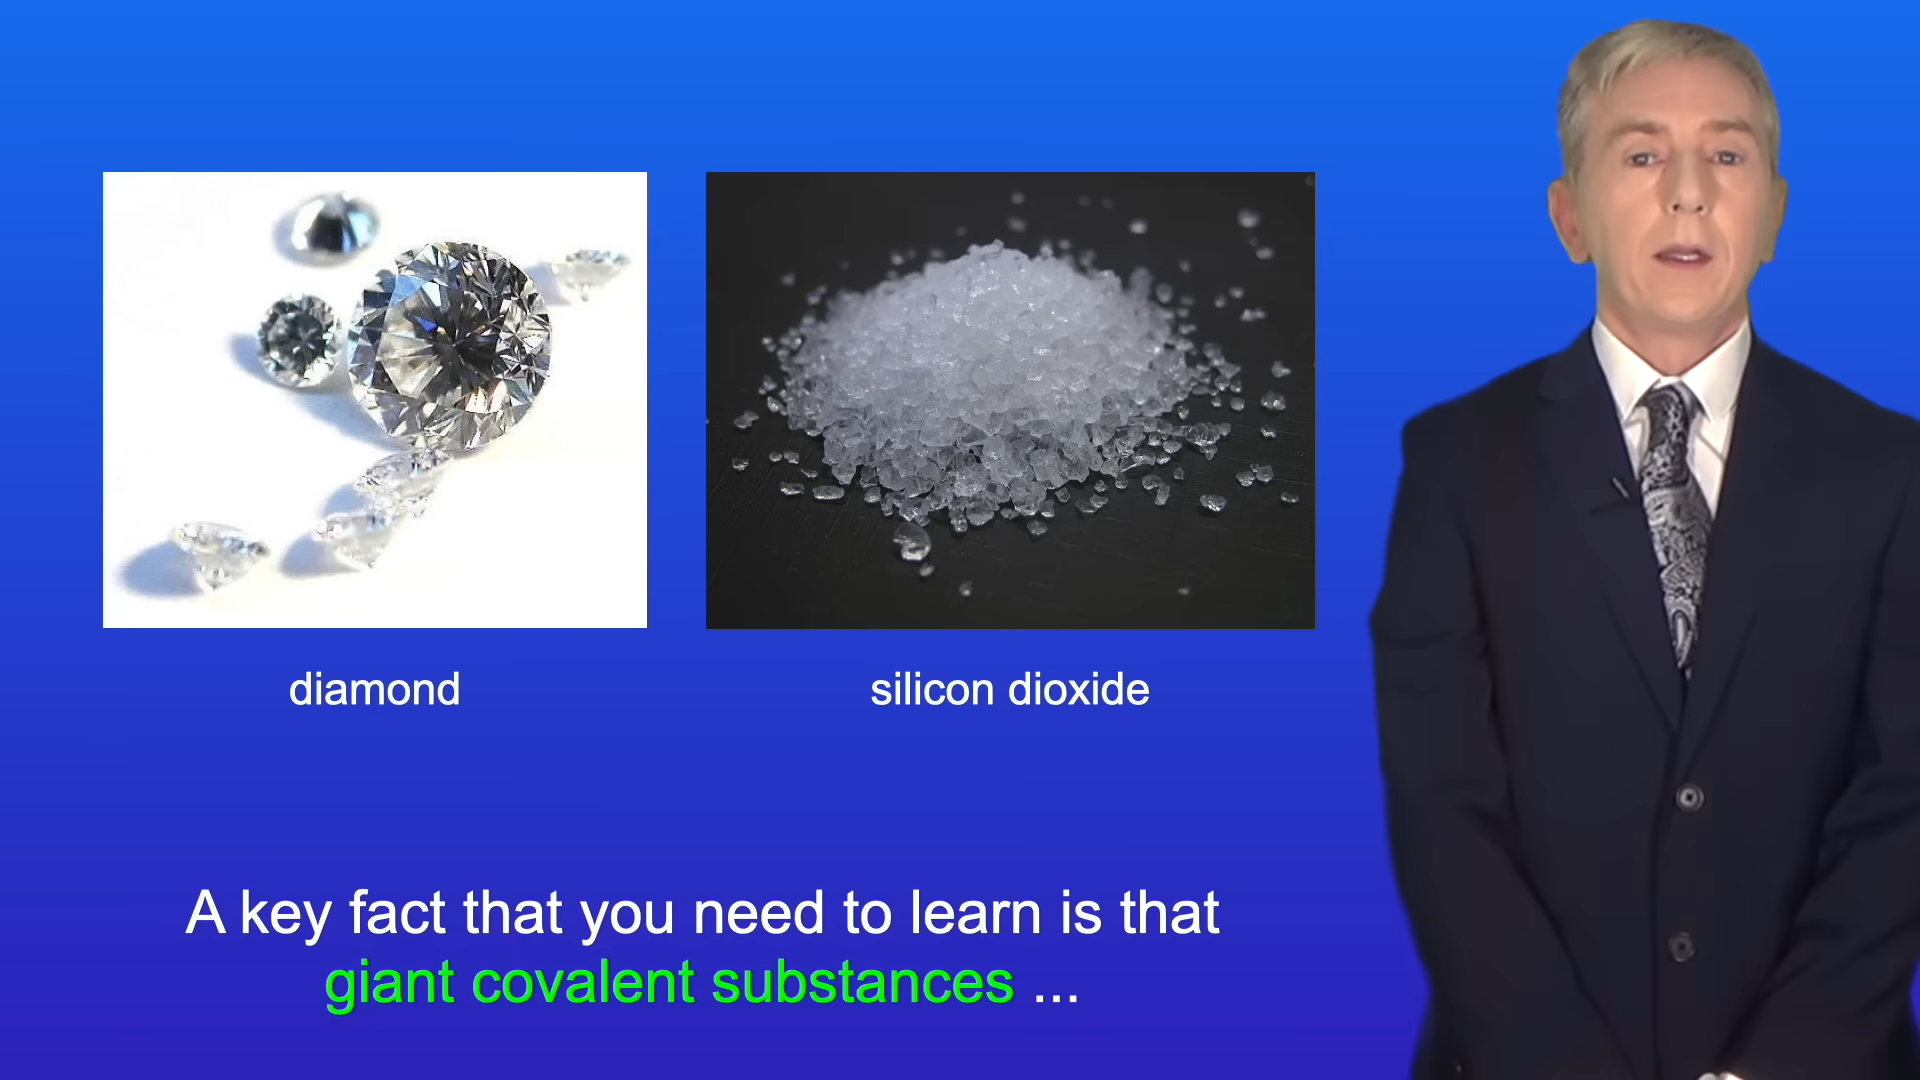 diamond
silicon dioxide
A key fact that you need to learn is that
giant covalent substances ...